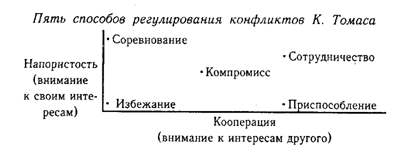 Пять способов регулирования конфликтов К. Томаса
• Соревнование
• Сотрудничество
Напористость
(внимание
к своим инте-
ресам)
• Компромисс
• Избежание
• Приспособление
Кооперация
(внимание к интересам другого)